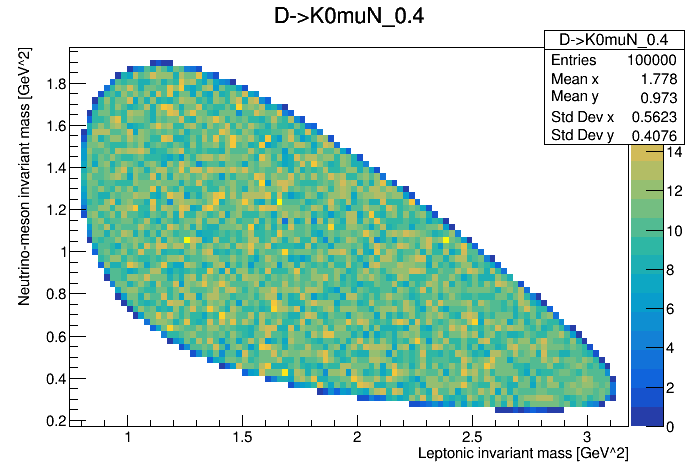 D->K0muN_0.4
D->K0muN_0.4
Entries 100000
Mean x 1.778
Mean y 0.973
Std Dev x 0.5623
Std Dev y 0.4076
Neutrino-meson invariant mass [GeV^2]
1.8
1.6
1.4
1.2
1
0.8
0.6
0.4
0.2
1 1.5 2 2.5 3
Leptonic invariant mass [GeV^2]
14
12
10
8
6
4
2
0